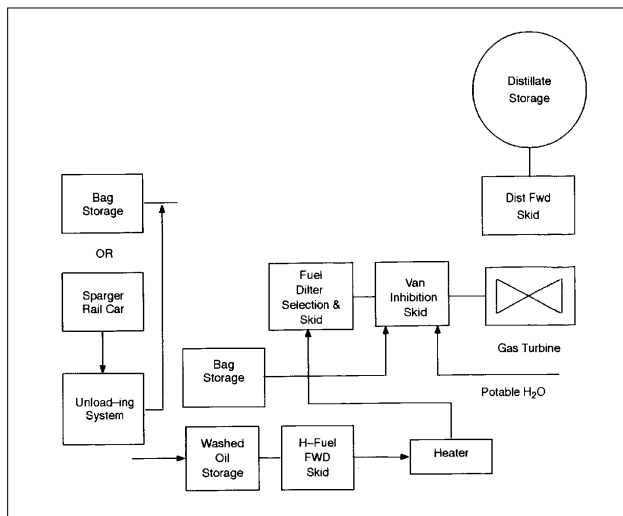 Distillate
Storage
Dist Fwd
Skid
Bag
Storage
OR
Sparger
Rail Car
Unload-ing
System
Fuel
Dilter
Selection &
Skid
Van
Inhibition
Skid
Gas Turbine
Bag
Storage
Potable H₂O
Washed
Oil
Storage
H-Fuel
FWD
Skid
Heater